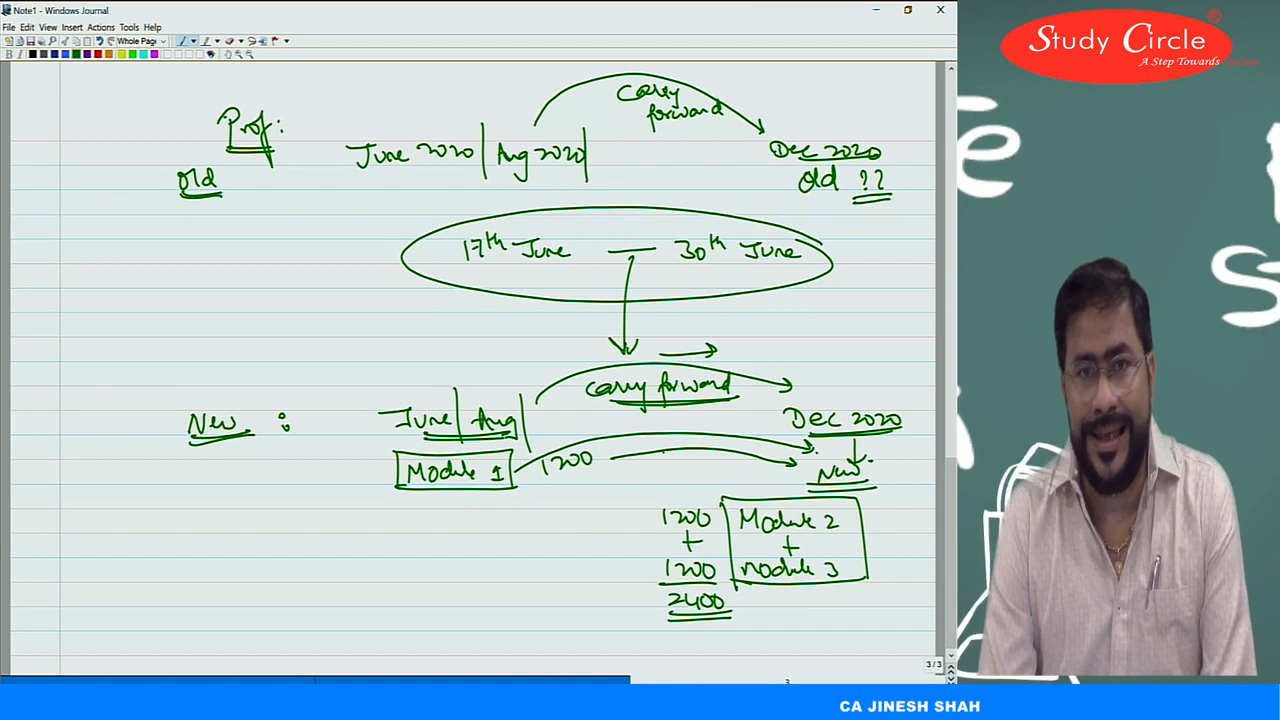 Note1 - Windows Journal
File Edit View Insert Actions Tools Help
Whole Page
B I
Study Circle
®
A Step Towards
Carry
forward
Prof:
June 2020 | Aug 2020 |
Dec 2020
Old
Old ??
17th June — 30th June
Carry forward
New :
June | Aug |
Dec 2020
Module 1
1200
New
1200
Module 2
+
+
1200
Module 3
2400
3/3
3
CA JINESH SHAH